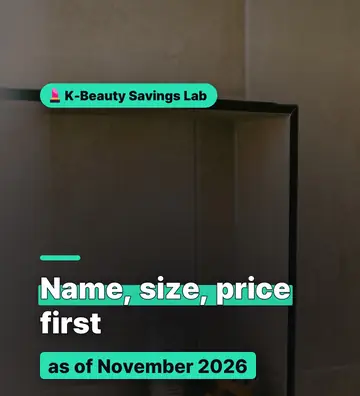 K-Beauty Savings Lab
Name, size, price
first
as of November 2026